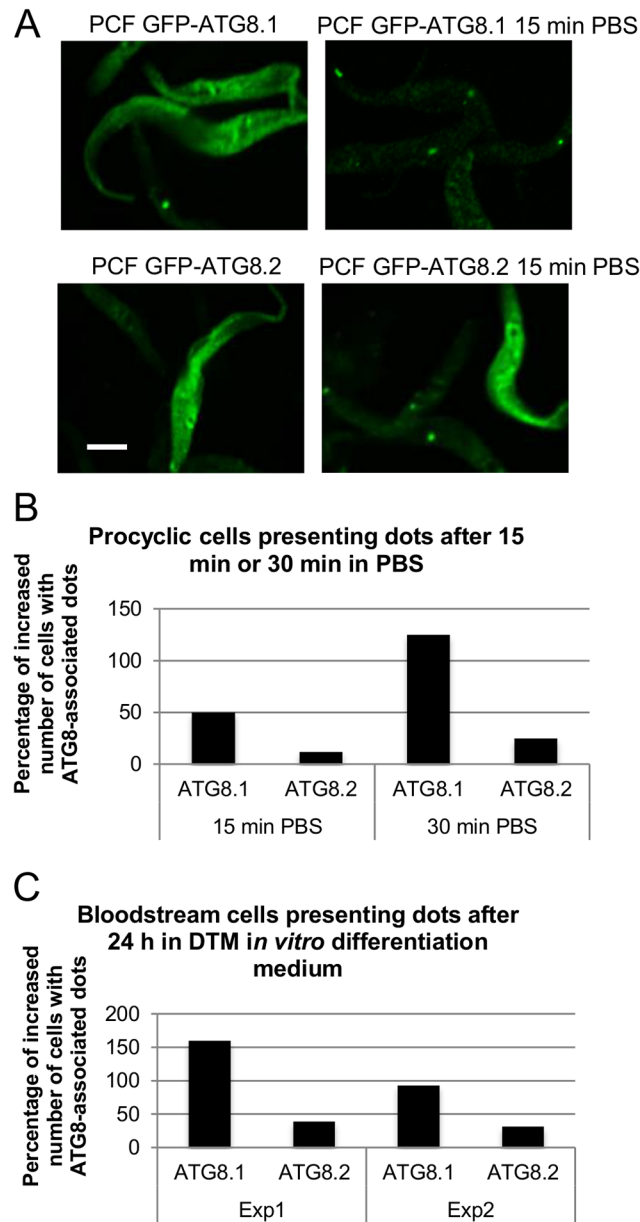 A
PCF GFP-ATG8.1
PCF GFP-ATG8.1 15 min PBS
PCF GFP-ATG8.2
PCF GFP-ATG8.2 15 min PBS
B
Procyclic cells presenting dots after 15
min or 30 min in PBS
Percentage of increased
number of cells with
ATG8-associated dots
150
100
50
0
ATG8.1 ATG8.2 ATG8.1 ATG8.2
15 min PBS 30 min PBS
C
Bloodstream cells presenting dots after
24 h in DTM in vitro differentiation
medium
Percentage of increased
number of cells with
ATG8-associated dots
200
150
100
50
0
ATG8.1 ATG8.2 ATG8.1 ATG8.2
Exp1 Exp2